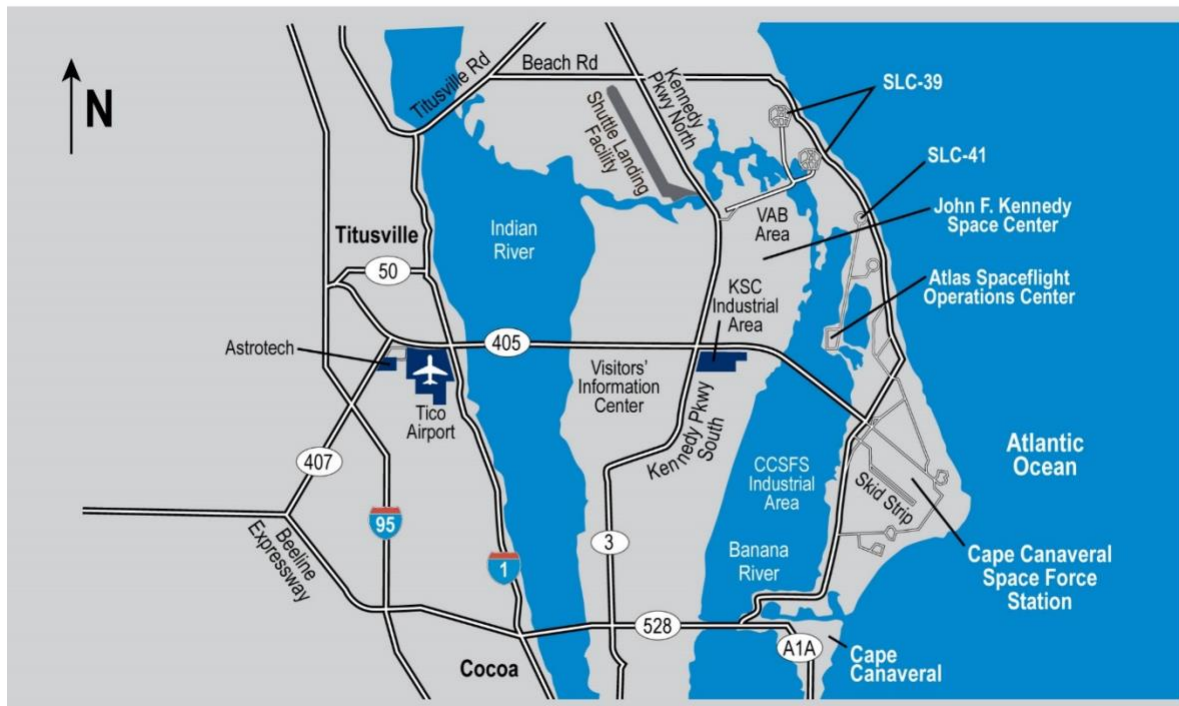 N
Titusville Rd
Beach Rd
Kennedy
Pkwy North
Shuttle Landing
Facility
SLC-39
SLC-41
VAB
Area
John F. Kennedy
Space Center
Titusville
Indian
River
50
KSC
Industrial
Area
Atlas Spaceflight
Operations Center
Astrotech
405
Visitors'
Information
Center
Tico
Airport
Kennedy Pkwy
South
407
CCSFS
Industrial
Area
Skid Strip
Atlantic
Ocean
95
Beeline
Expressway
3
1
Banana
River
Cape Canaveral
Space Force
Station
528
A1A
Cocoa
Cape
Canaveral